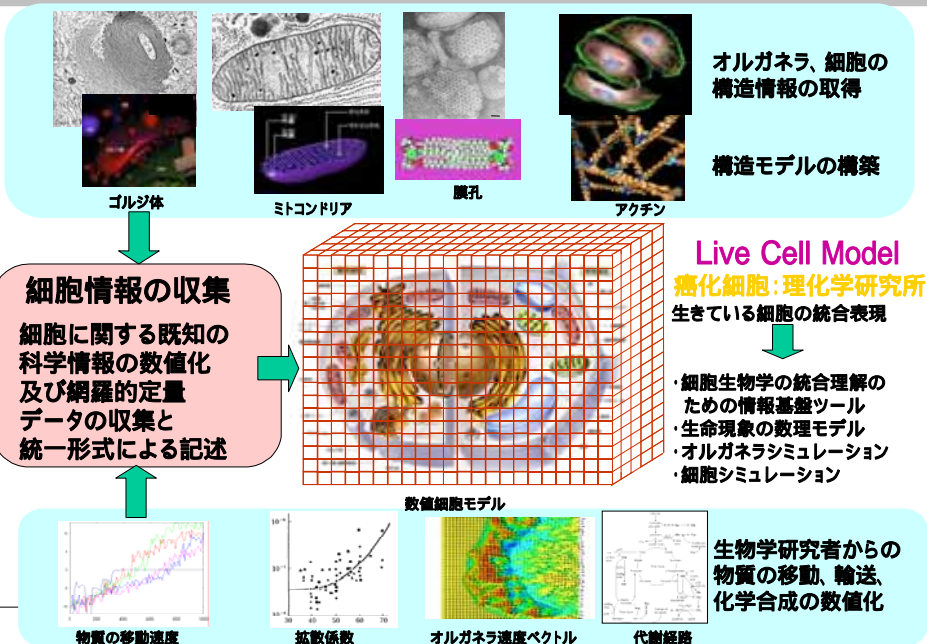 オルガネラ、細胞の
構造情報の取得
構造モデルの構築
ゴルジ体
ミトコンドリア
膜孔
アクチン
細胞情報の収集
細胞に関する既知の
科学情報の数値化
及び網羅的定量
データの収集と
統一形式による記述
数値細胞モデル
Live Cell Model
癌化細胞:理化学研究所
生きている細胞の統合表現
・細胞生物学の統合理解の
ための情報基盤ツール
・生命現象の数理モデル
・オルガネラシミュレーション
・細胞シミュレーション
物質の移動速度
30 40 50 60 70
拡散係数
オルガネラ速度ベクトル
代謝経路
生物学研究者からの
物質の移動、輸送、
化学合成の数値化